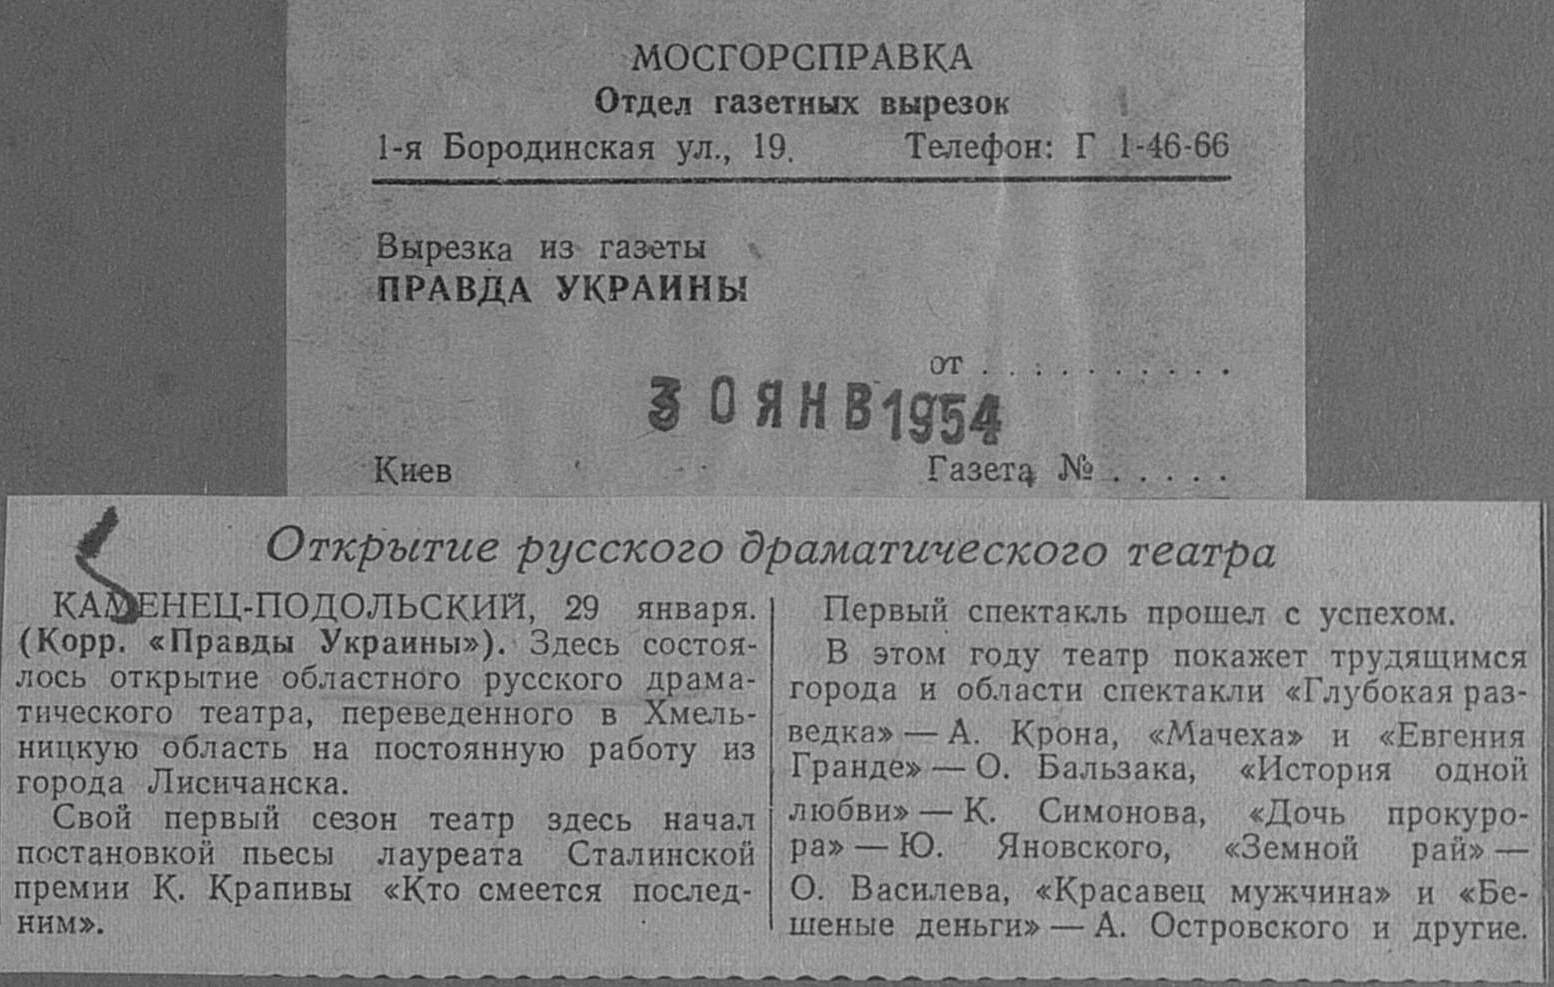 МОСГОРСПРАВКА
Отдел газетных вырезок
1-я Бородинская ул., 19. Телефон: Г 1-46-66
Вырезка из газеты
ПРАВДА УКРАИНЫ
от . . . . . . . . . .
30 ЯНВ 1954
Киев Газета № . . . . .
Открытие русского драматического театра
КАМЕНЕЦ-ПОДОЛЬСКИЙ, 29 января.
(Корр. «Правды Украины»). Здесь состоя-
лось открытие областного русского драма-
тического театра, переведенного в Хмель-
ницкую область на постоянную работу из
города Лисичанска.
Свой первый сезон театр здесь начал
постановкой пьесы лауреата Сталинской
премии К. Крапивы «Кто смеется послед-
ним».
Первый спектакль прошел с успехом.
В этом году театр покажет трудящимся
города и области спектакли «Глубокая раз-
ведка» — А. Крона, «Мачеха» и «Евгения
Гранде» — О. Бальзака, «История одной
любви» — К. Симонова, «Дочь прокуро-
ра» — Ю. Яновского, «Земной рай» —
О. Василева, «Красавец мужчина» и «Бе-
шеные деньги» — А. Островского и другие.